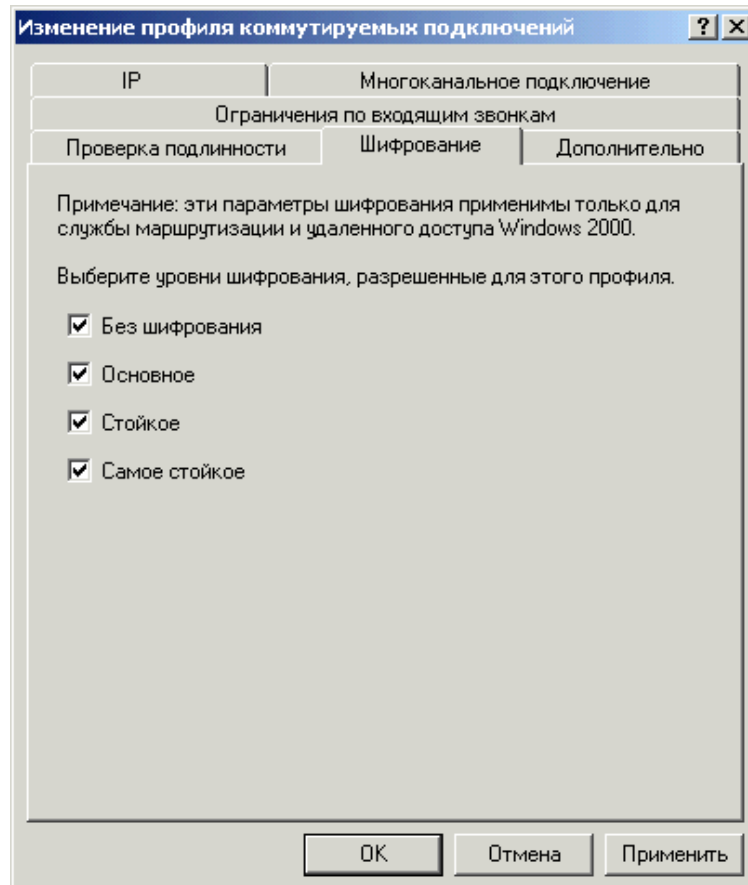 Изменение профиля коммутируемых подключений
IP
Многоканальное подключение
Ограничения по входящим звонкам
Проверка подлинности
Шифрование
Дополнительно
Примечание: эти параметры шифрования применимы только для
службы маршрутизации и удаленного доступа Windows 2000.
Выберите уровни шифрования, разрешенные для этого профиля.
Без шифрования
Основное
Стойкое
Самое стойкое
OK
Отмена
Применить